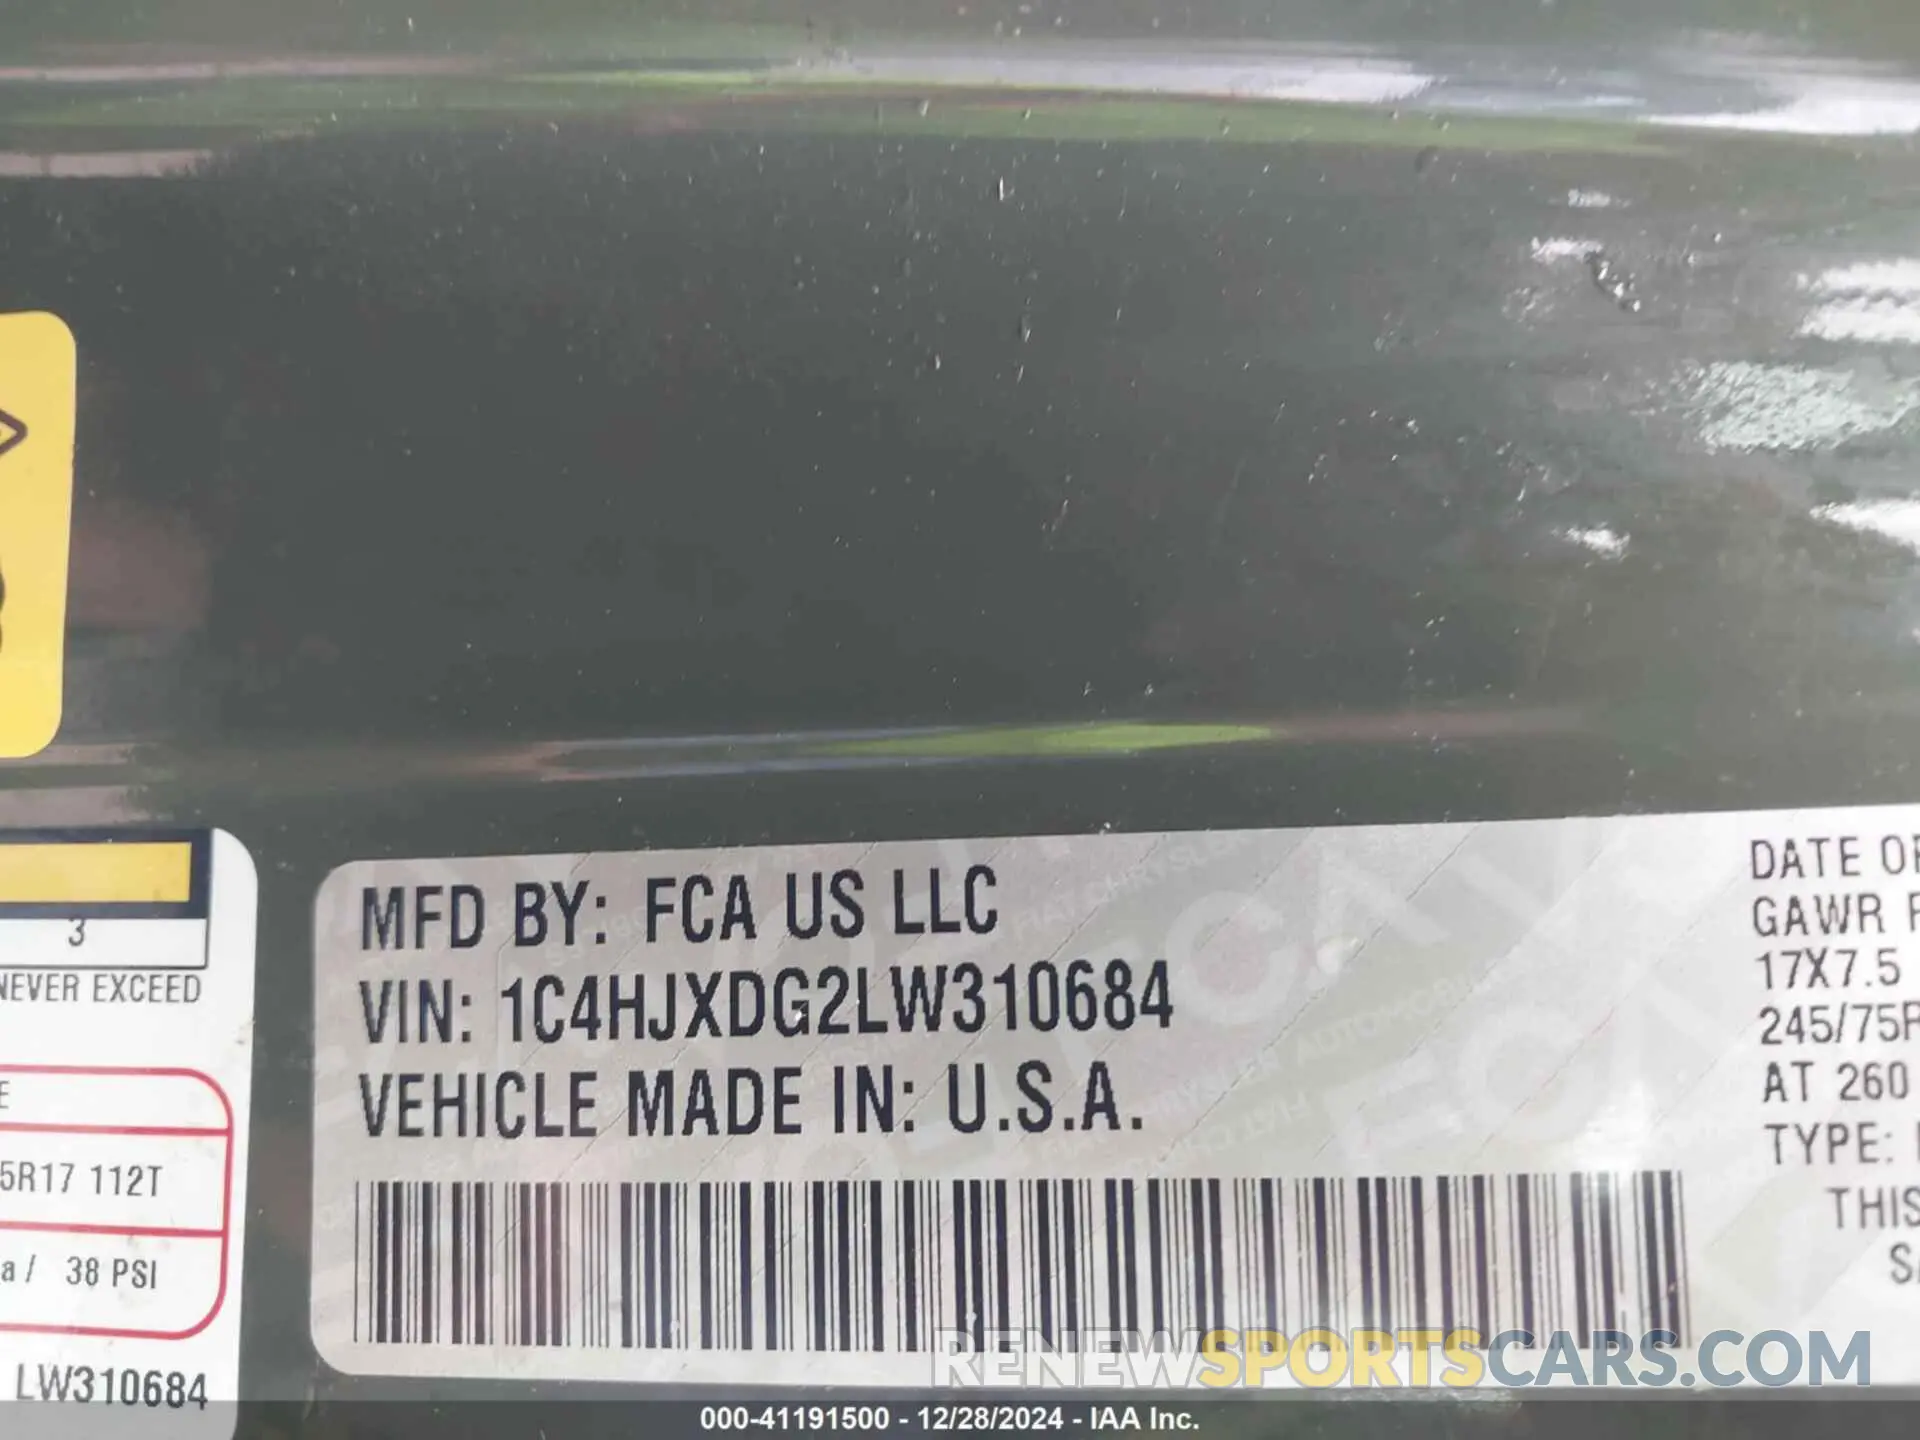 MFD BY: FCA US LLC
VIN: 1C4HJXDG2LW310684
VEHICLE MADE IN: U.S.A.
DATE
GAWR
17X7.5
245/75R
AT 260
TYPE:
THIS
3
NEVER EXCEED
5R17 112T
a / 38 PSI
LW310684
RENEWSPORTSCARS.COM
000-41191500 - 12/28/2024 - IAA Inc.